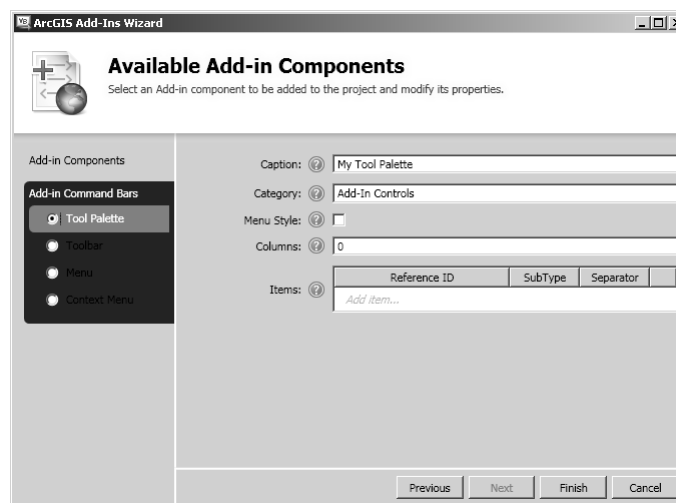 ArcGIS Add-Ins Wizard
Available Add-in Components
Select an Add-in component to be added to the project and modify its properties.
Add-in Components
Add-in Command Bars
Tool Palette
Toolbar
Menu
Context Menu
Caption: My Tool Palette
Category: Add-In Controls
Menu Style:
Columns: 0
Items:
Reference ID SubType Separator
Add item...
Previous Next Finish Cancel